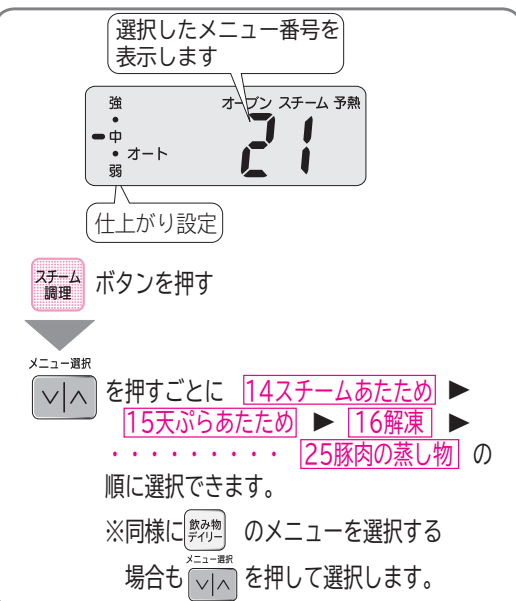 選択したメニュー番号を
表示します
強
オーブン スチーム 予熱
中
オート
弱
21
仕上がり設定
スチーム
調理
ボタンを押す
メニュー選択
∨|∧ を押すごとに 14スチームあたため ▶
15天ぷらあたため ▶ 16解凍 ▶
・・・・・・・・・ 25豚肉の蒸し物 の
順に選択できます。
※同様に 飲み物 デイリー のメニューを選択する
メニュー選択
場合も ∨|∧ を押して選択します。